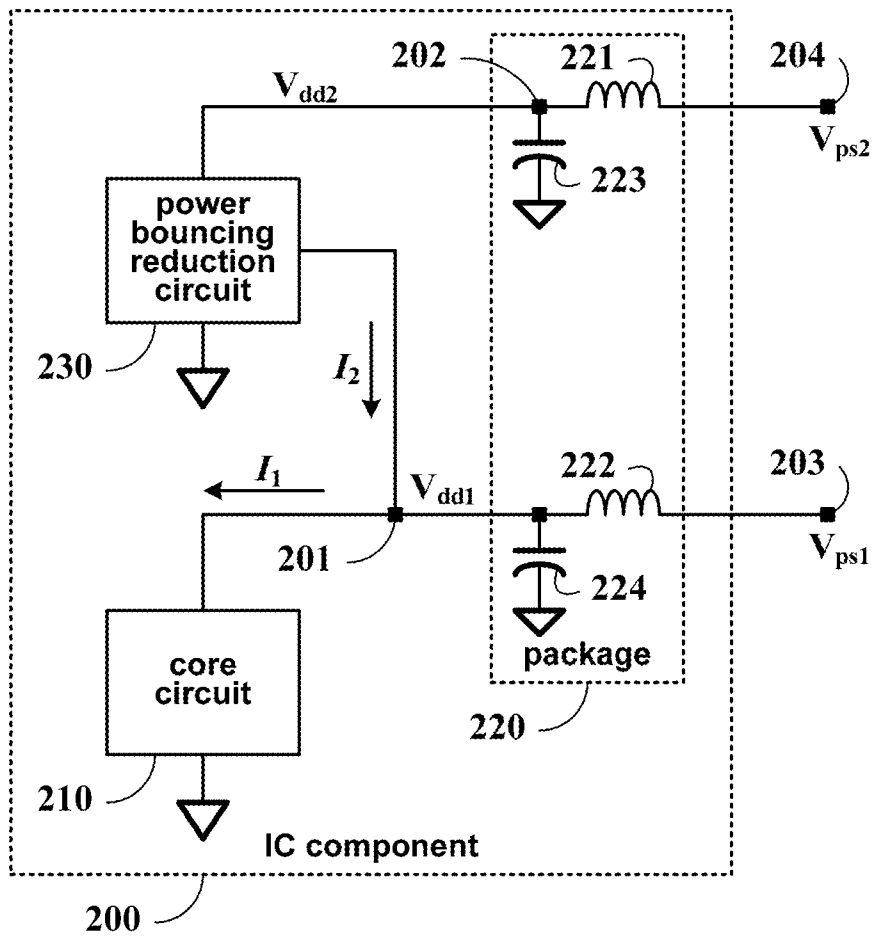 202
221
204
Vdd2
Vps2
223
power
bouncing
reduction
circuit
230
I2
222
203
I1
Vdd1
201
Vps1
224
core
circuit
package
220
210
IC component
200